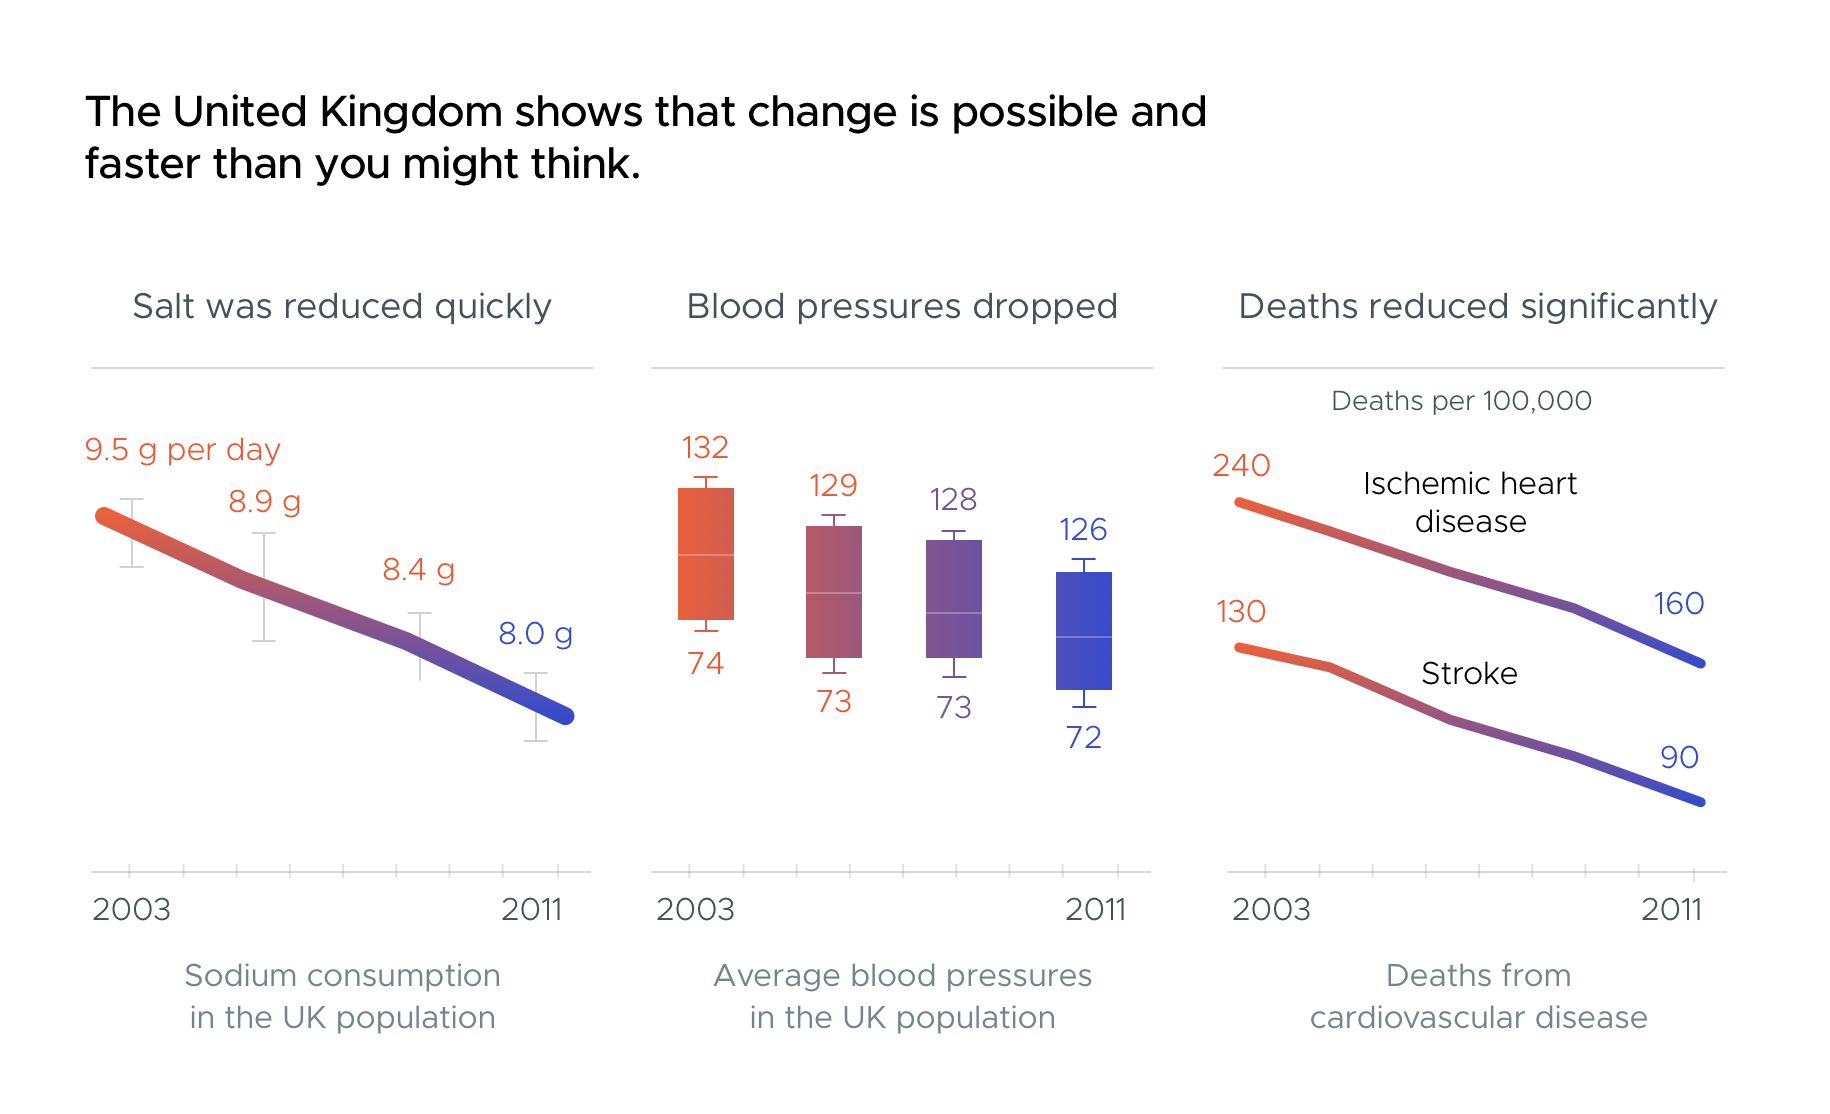 The United Kingdom shows that change is possible and
faster than you might think.
Salt was reduced quickly
9.5 g per day
8.9 g
8.4 g
8.0 g
2003
2011
Sodium consumption
in the UK population
Blood pressures dropped
132
74
129
73
128
73
126
72
2003
2011
Average blood pressures
in the UK population
Deaths reduced significantly
Deaths per 100,000
240
Ischemic heart
disease
160
130
Stroke
90
2003
2011
Deaths from
cardiovascular disease